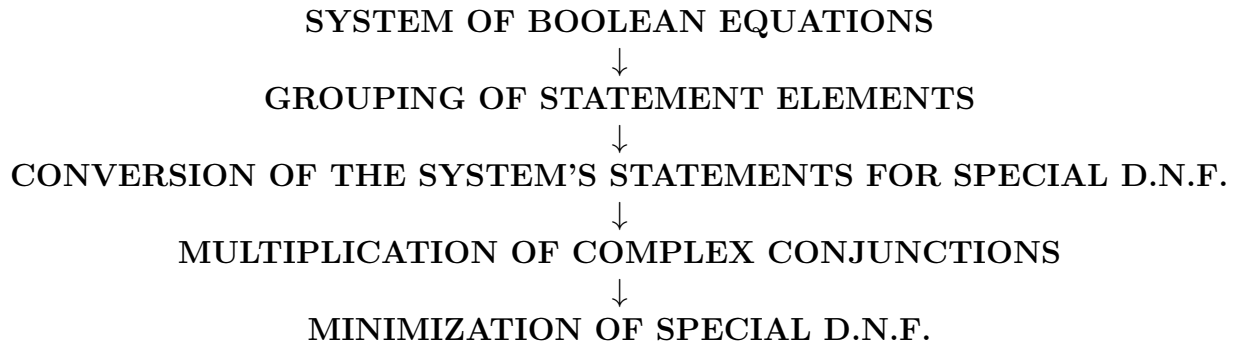 SYSTEM OF BOOLEAN EQUATIONS
↓
GROUPING OF STATEMENT ELEMENTS
↓
CONVERSION OF THE SYSTEM'S STATEMENTS FOR SPECIAL D.N.F.
↓
MULTIPLICATION OF COMPLEX CONJUNCTIONS
↓
MINIMIZATION OF SPECIAL D.N.F.